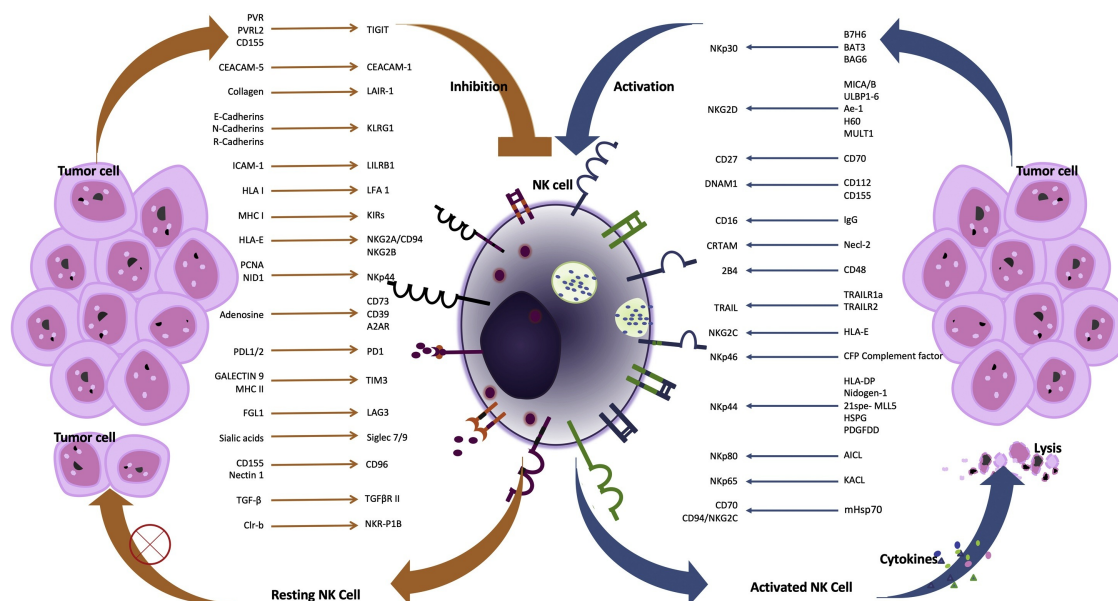 PVR
PVRL2
CD155
TIGIT
CEACAM-5
CEACAM-1
Collagen
LAIR-1
E-Cadherins
N-Cadherins
R-Cadherins
KLRG1
ICAM-1
LILRB1
HLA I
LFA 1
MHC I
KIRs
HLA-E
NKG2A/CD94
NKG2B
PCNA
NID1
NKp44
Adenosine
CD73
CD39
A2AR
PDL1/2
PD1
GALECTIN 9
MHC II
TIM3
FGL1
LAG3
Sialic acids
Siglec 7/9
CD155
Nectin 1
CD96
TGF-β
TGFβR II
Clr-b
NKR-P1B
Tumor cell
Tumor cell
Resting NK Cell
Inhibition
Activation
NK cell
NKp30
B7H6
BAT3
BAG6
NKG2D
MICA/B
ULBP1-6
Ae-1
H60
MULT1
CD27
CD70
DNAM1
CD112
CD155
CD16
IgG
CRTAM
Necl-2
2B4
CD48
TRAIL
TRAILR1a
TRAILR2
NKG2C
HLA-E
NKp46
CFP Complement factor
NKp44
HLA-DP
Nidogen-1
21spe- MLL5
HSPG
PDGFDD
NKp80
AICL
NKp65
KACL
CD70
CD94/NKG2C
mHsp70
Tumor cell
Lysis
Cytokines
Activated NK Cell